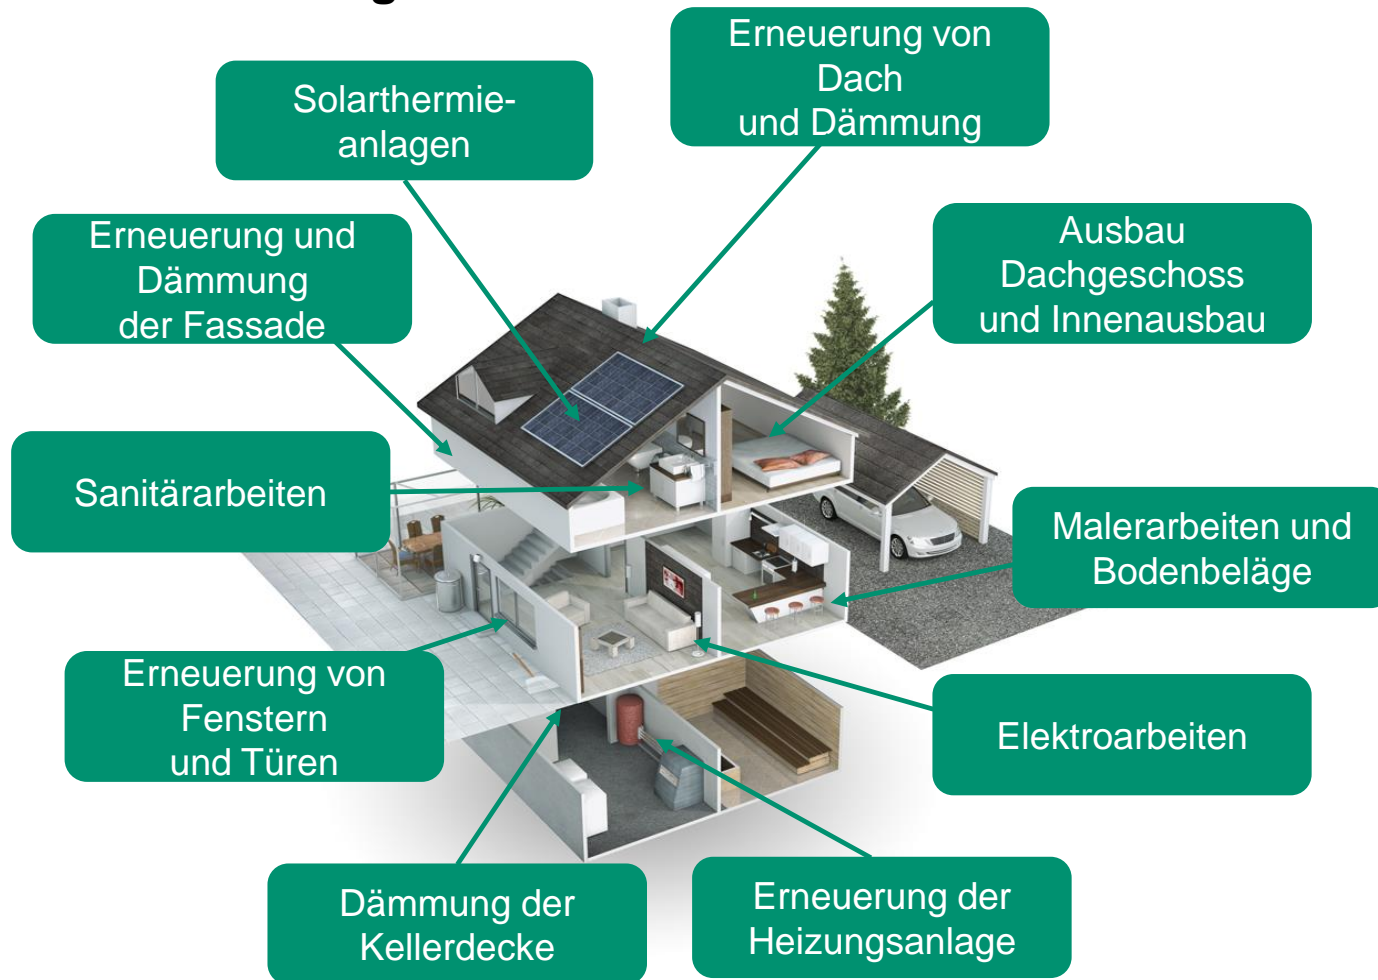 Erneuerung von
Dach
und Dämmung
Solarthermie-
anlagen
Erneuerung und
Dämmung
der Fassade
Ausbau
Dachgeschoss
und Innenausbau
Sanitärarbeiten
Malerarbeiten und
Bodenbeläge
Erneuerung von
Fenstern
und Türen
Elektroarbeiten
Dämmung der
Kellerdecke
Erneuerung der
Heizungsanlage